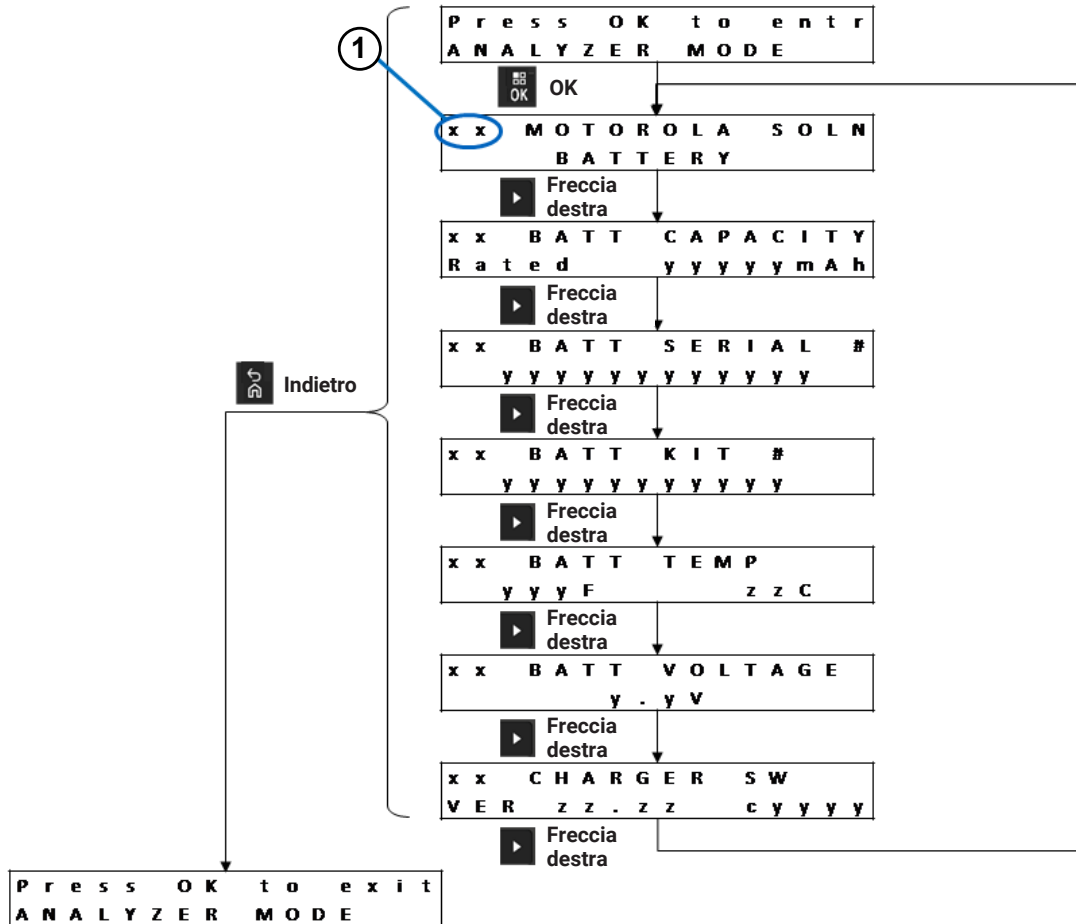 Press OK to entr
ANALYZER MODE
1
OK
OK
xx MOTOROLA SOLN
BATTERY
Freccia
destra
xx BATT CAPACITY
Rated yyyyymAh
Freccia
destra
xx BATT SERIAL #
yyyyyyyyyyyy
Freccia
destra
Indietro
xx BATT KIT #
yyyyyyyyyyy
Freccia
destra
xx BATT TEMP
yyyF zzC
Freccia
destra
xx BATT VOLTAGE
y.yV
Freccia
destra
xx CHARGER SW
VER zz.zz cyyyy
Freccia
destra
Press OK to exit
ANALYZER MODE